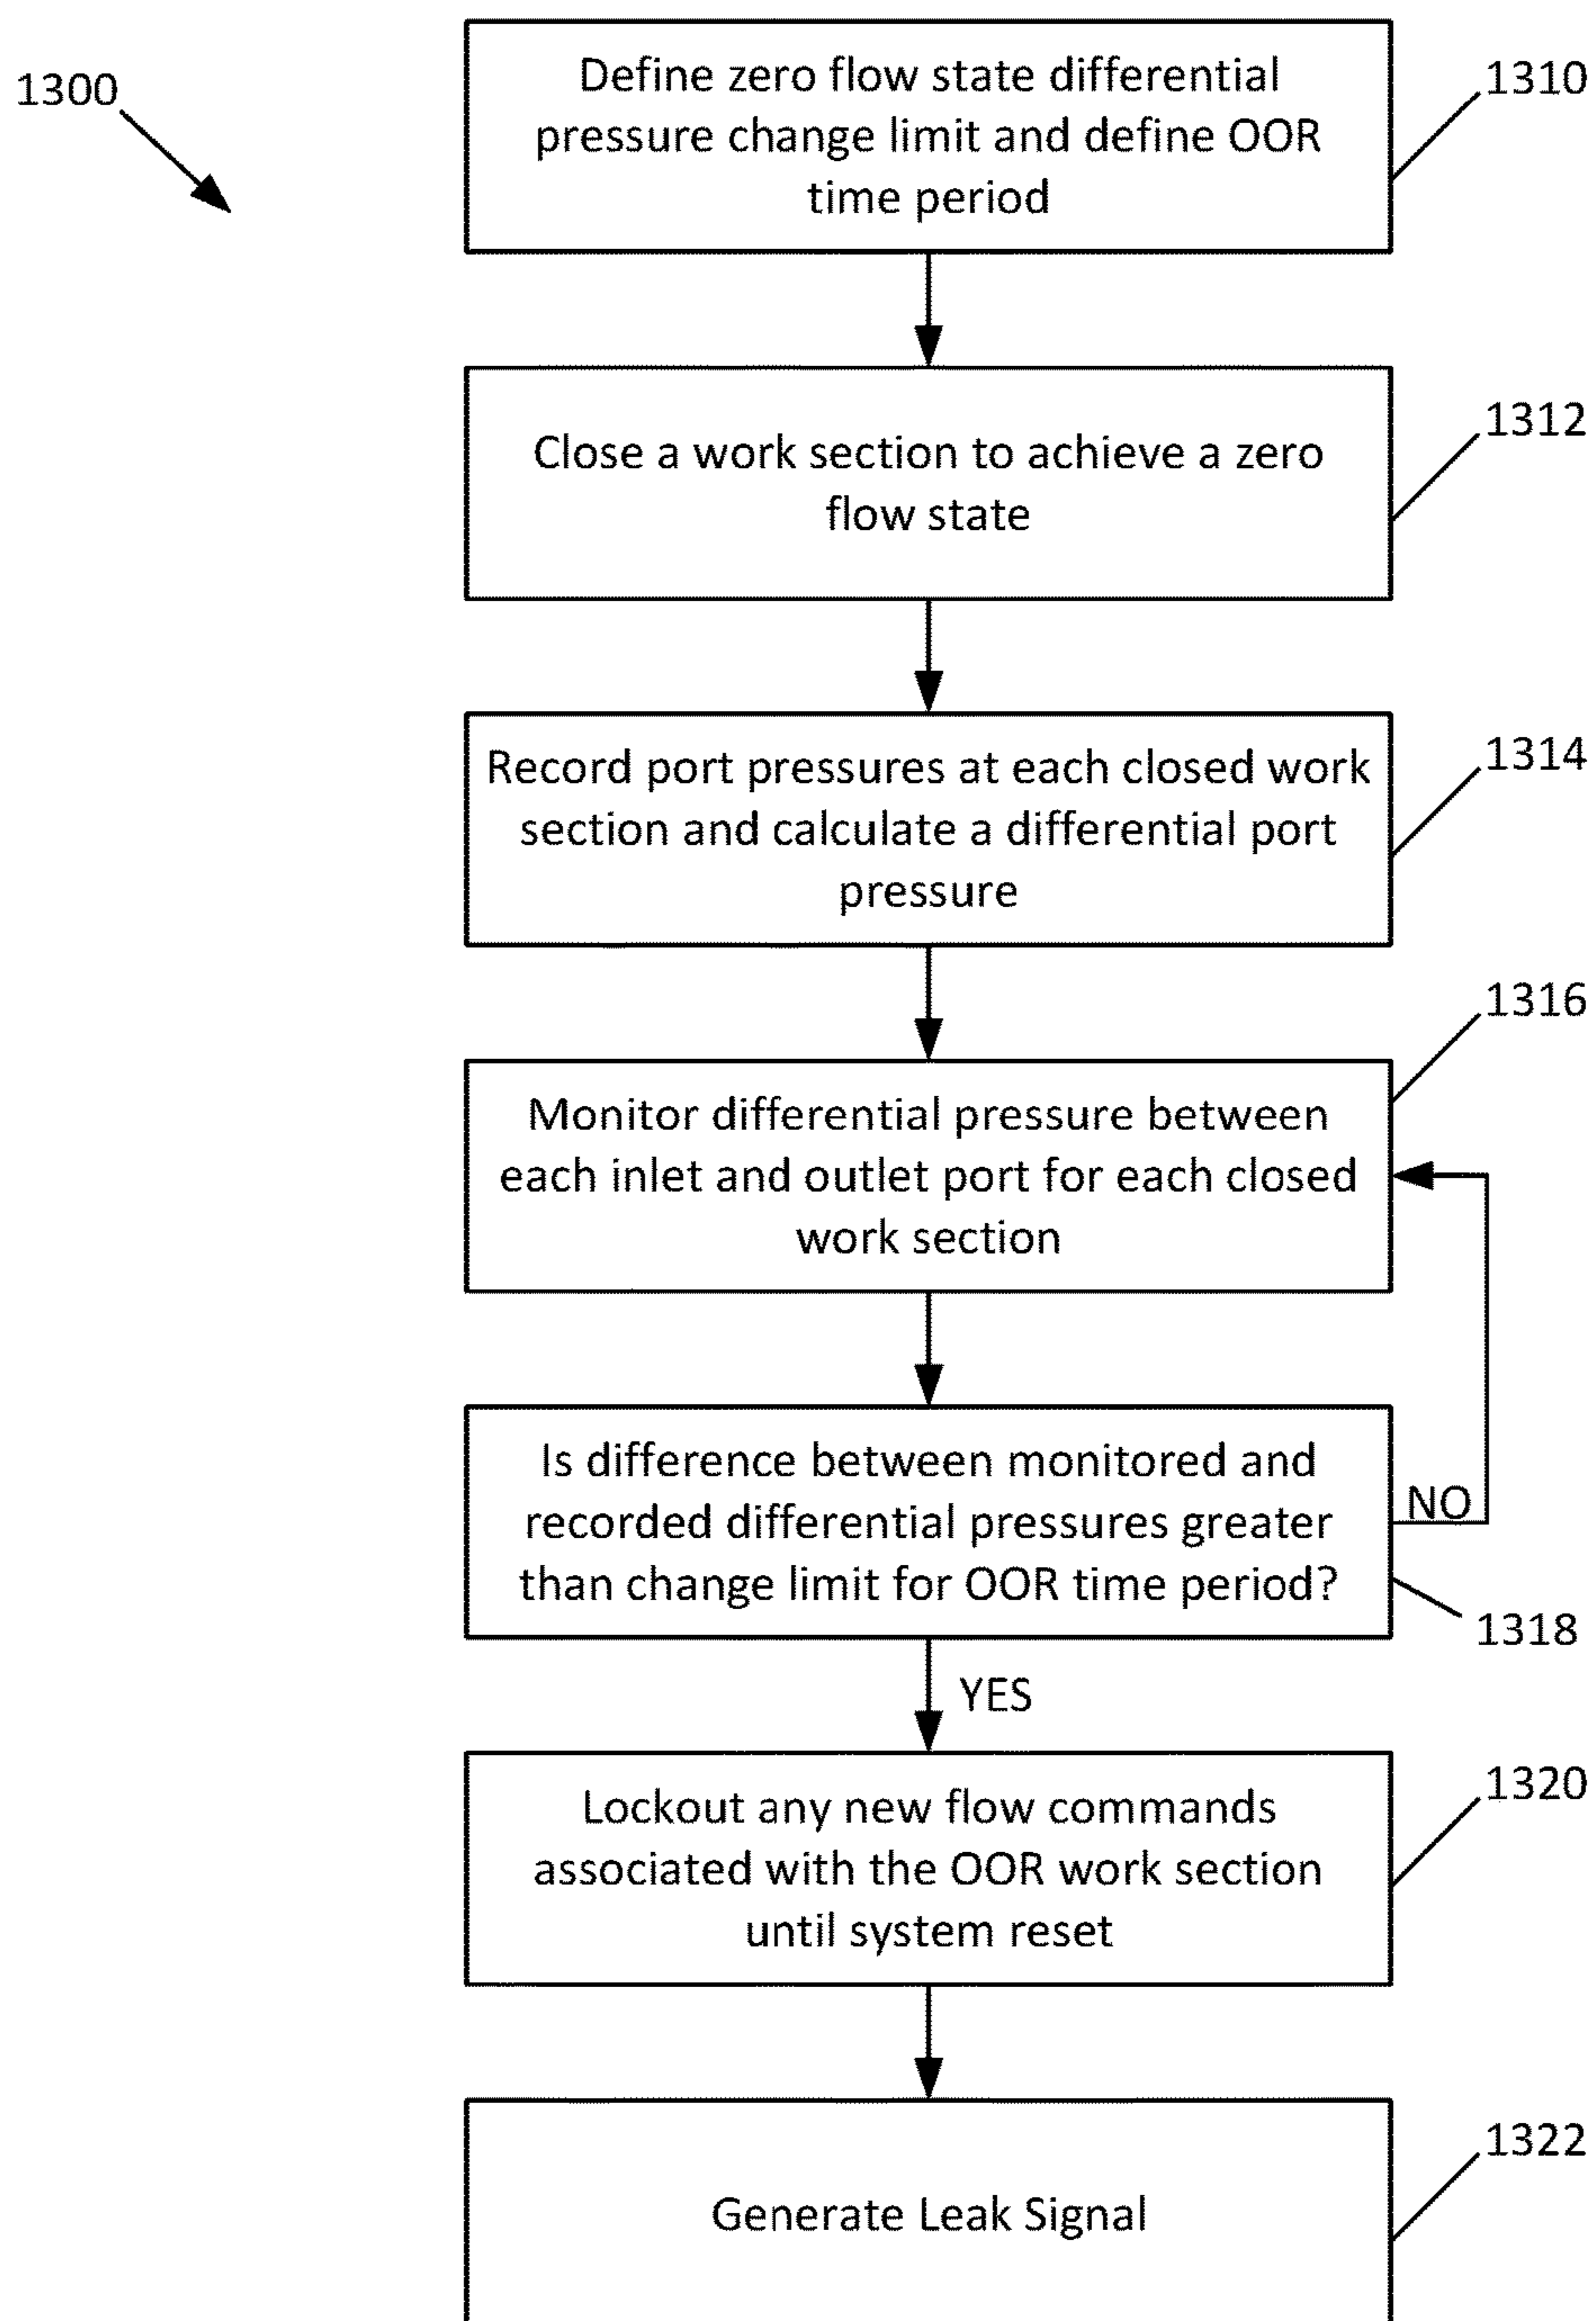 1300
Define zero flow state differential
pressure change limit and define OOR
time period
1310
Close a work section to achieve a zero
flow state
1312
Record port pressures at each closed work
section and calculate a differential port
pressure
1314
Monitor differential pressure between
each inlet and outlet port for each closed
work section
1316
Is difference between monitored and
recorded differential pressures greater
than change limit for OOR time period?
NO
1318
YES
Lockout any new flow commands
associated with the OOR work section
until system reset
1320
Generate Leak Signal
1322